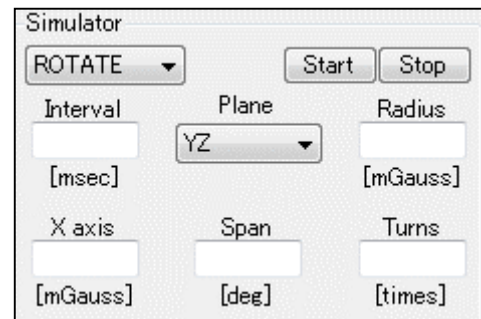 Simulator
ROTATE Start Stop
Interval Plane Radius
YZ
[msec] [mGauss]
X axis Span Turns
[mGauss] [deg] [times]